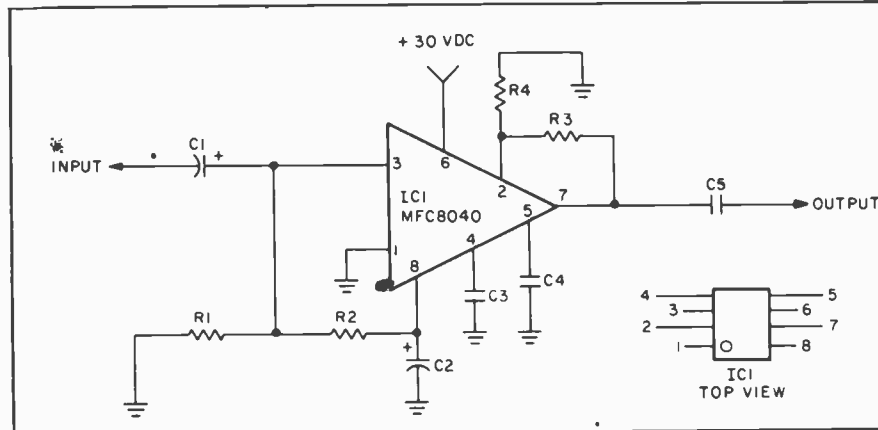 + 30 VDC
R4
R3
C1
+
INPUT
3
6
2
7
C5
OUTPUT
IC1
MFC8040
5
1
4
8
C3
C4
R1
R2
+
C2
4
5
3
6
2
7
1
8
IC1
TOP VIEW